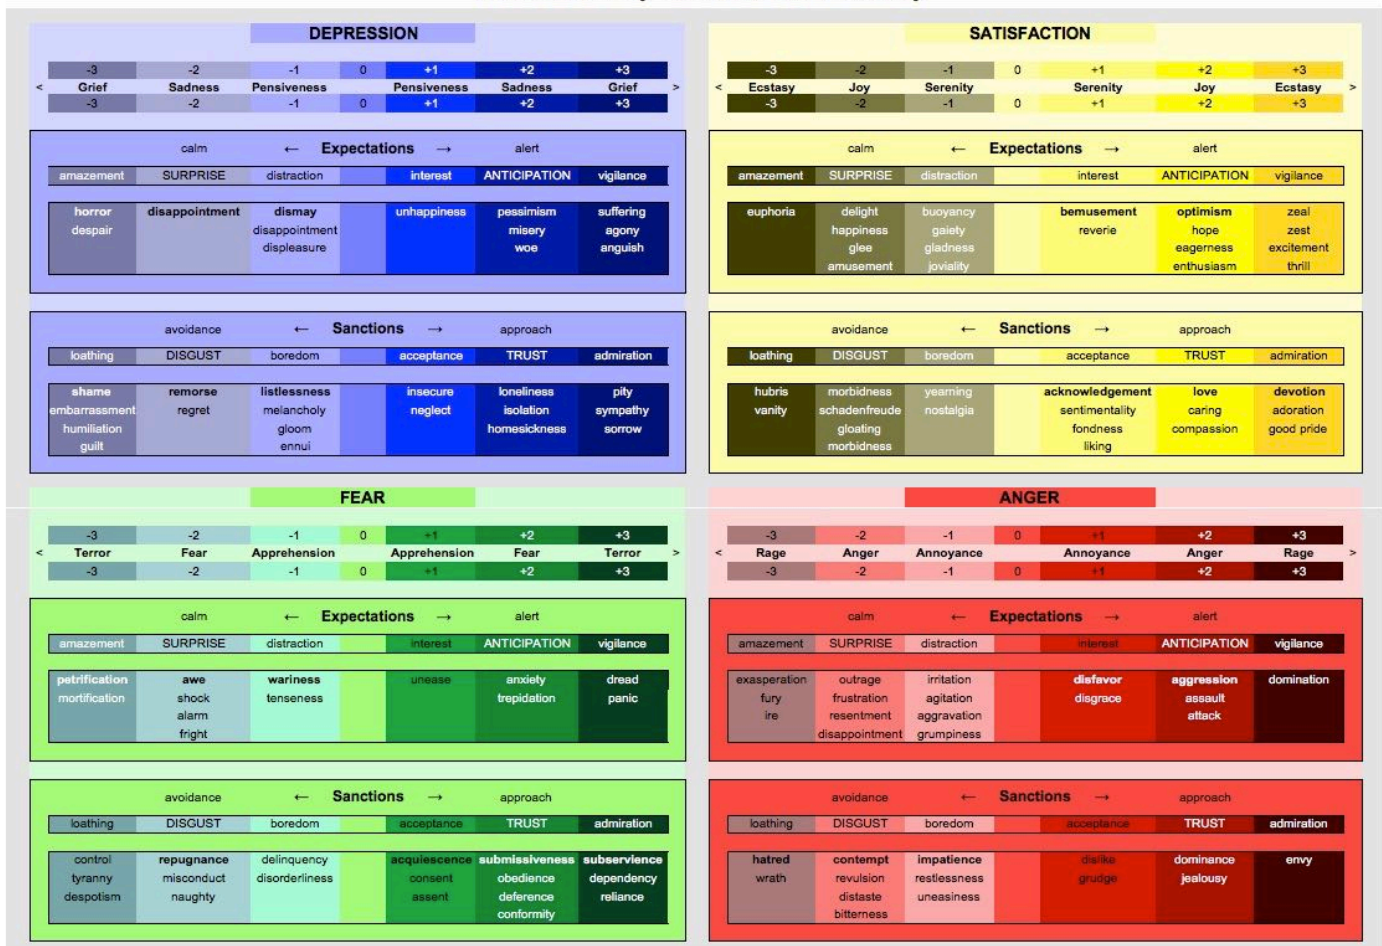 DEPRESSION
-3 -2 -1 0 +1 +2 +3
< Grief Sadness Pensiveness Pensiveness Sadness Grief >
-3 -2 -1 0 +1 +2 +3
calm ← Expectations → alert
amazement SURPRISE distraction interest ANTICIPATION vigilance
horror disappointment dismay unhappiness pessimism suffering
despair disappointment misery agony
displeasure woe anguish
avoidance ← Sanctions → approach
loathing DISGUST boredom acceptance TRUST admiration
shame remorse listlessness insecure loneliness pity
embarrassment regret melancholy neglect isolation sympathy
humiliation gloom homesickness sorrow
guilt ennui
SATISFACTION
-3 -2 -1 0 +1 +2 +3
< Ecstasy Joy Serenity Serenity Joy Ecstasy >
-3 -2 -1 0 +1 +2 +3
calm ← Expectations → alert
amazement SURPRISE distraction interest ANTICIPATION vigilance
euphoria delight buoyancy bemusement optimism zeal
happiness gaiety reverie hope zest
glee gladness eagerness excitement
amusement joviality enthusiasm thrill
avoidance ← Sanctions → approach
loathing DISGUST boredom acceptance TRUST admiration
hubris morbidness yearning acknowledgement love devotion
vanity schadenfreude nostalgia sentimentality caring adoration
gloating fondness compassion good pride
morbidness liking
FEAR
-3 -2 -1 0 +1 +2 +3
< Terror Fear Apprehension Apprehension Fear Terror >
-3 -2 -1 0 +1 +2 +3
calm ← Expectations → alert
amazement SURPRISE distraction interest ANTICIPATION vigilance
petrification awe wariness unease anxiety dread
mortification shock tenseness trepidation panic
alarm
fright
avoidance ← Sanctions → approach
loathing DISGUST boredom acceptance TRUST admiration
control repugnance delinquency acquiescence submissiveness subservience
tyranny misconduct disorderliness consent obedience dependency
despotism naughty assent deference reliance
conformity
ANGER
-3 -2 -1 0 +1 +2 +3
< Rage Anger Annoyance Annoyance Anger Rage >
-3 -2 -1 0 +1 +2 +3
calm ← Expectations → alert
amazement SURPRISE distraction interest ANTICIPATION vigilance
exasperation outrage irritation disfavor aggression domination
fury frustration agitation disgrace assault
ire resentment aggravation attack
disappointment grumpiness
avoidance ← Sanctions → approach
loathing DISGUST boredom acceptance TRUST admiration
hatred contempt impatience dislike dominance envy
wrath revulsion restlessness grudge jealousy
distaste uneasiness
bitterness